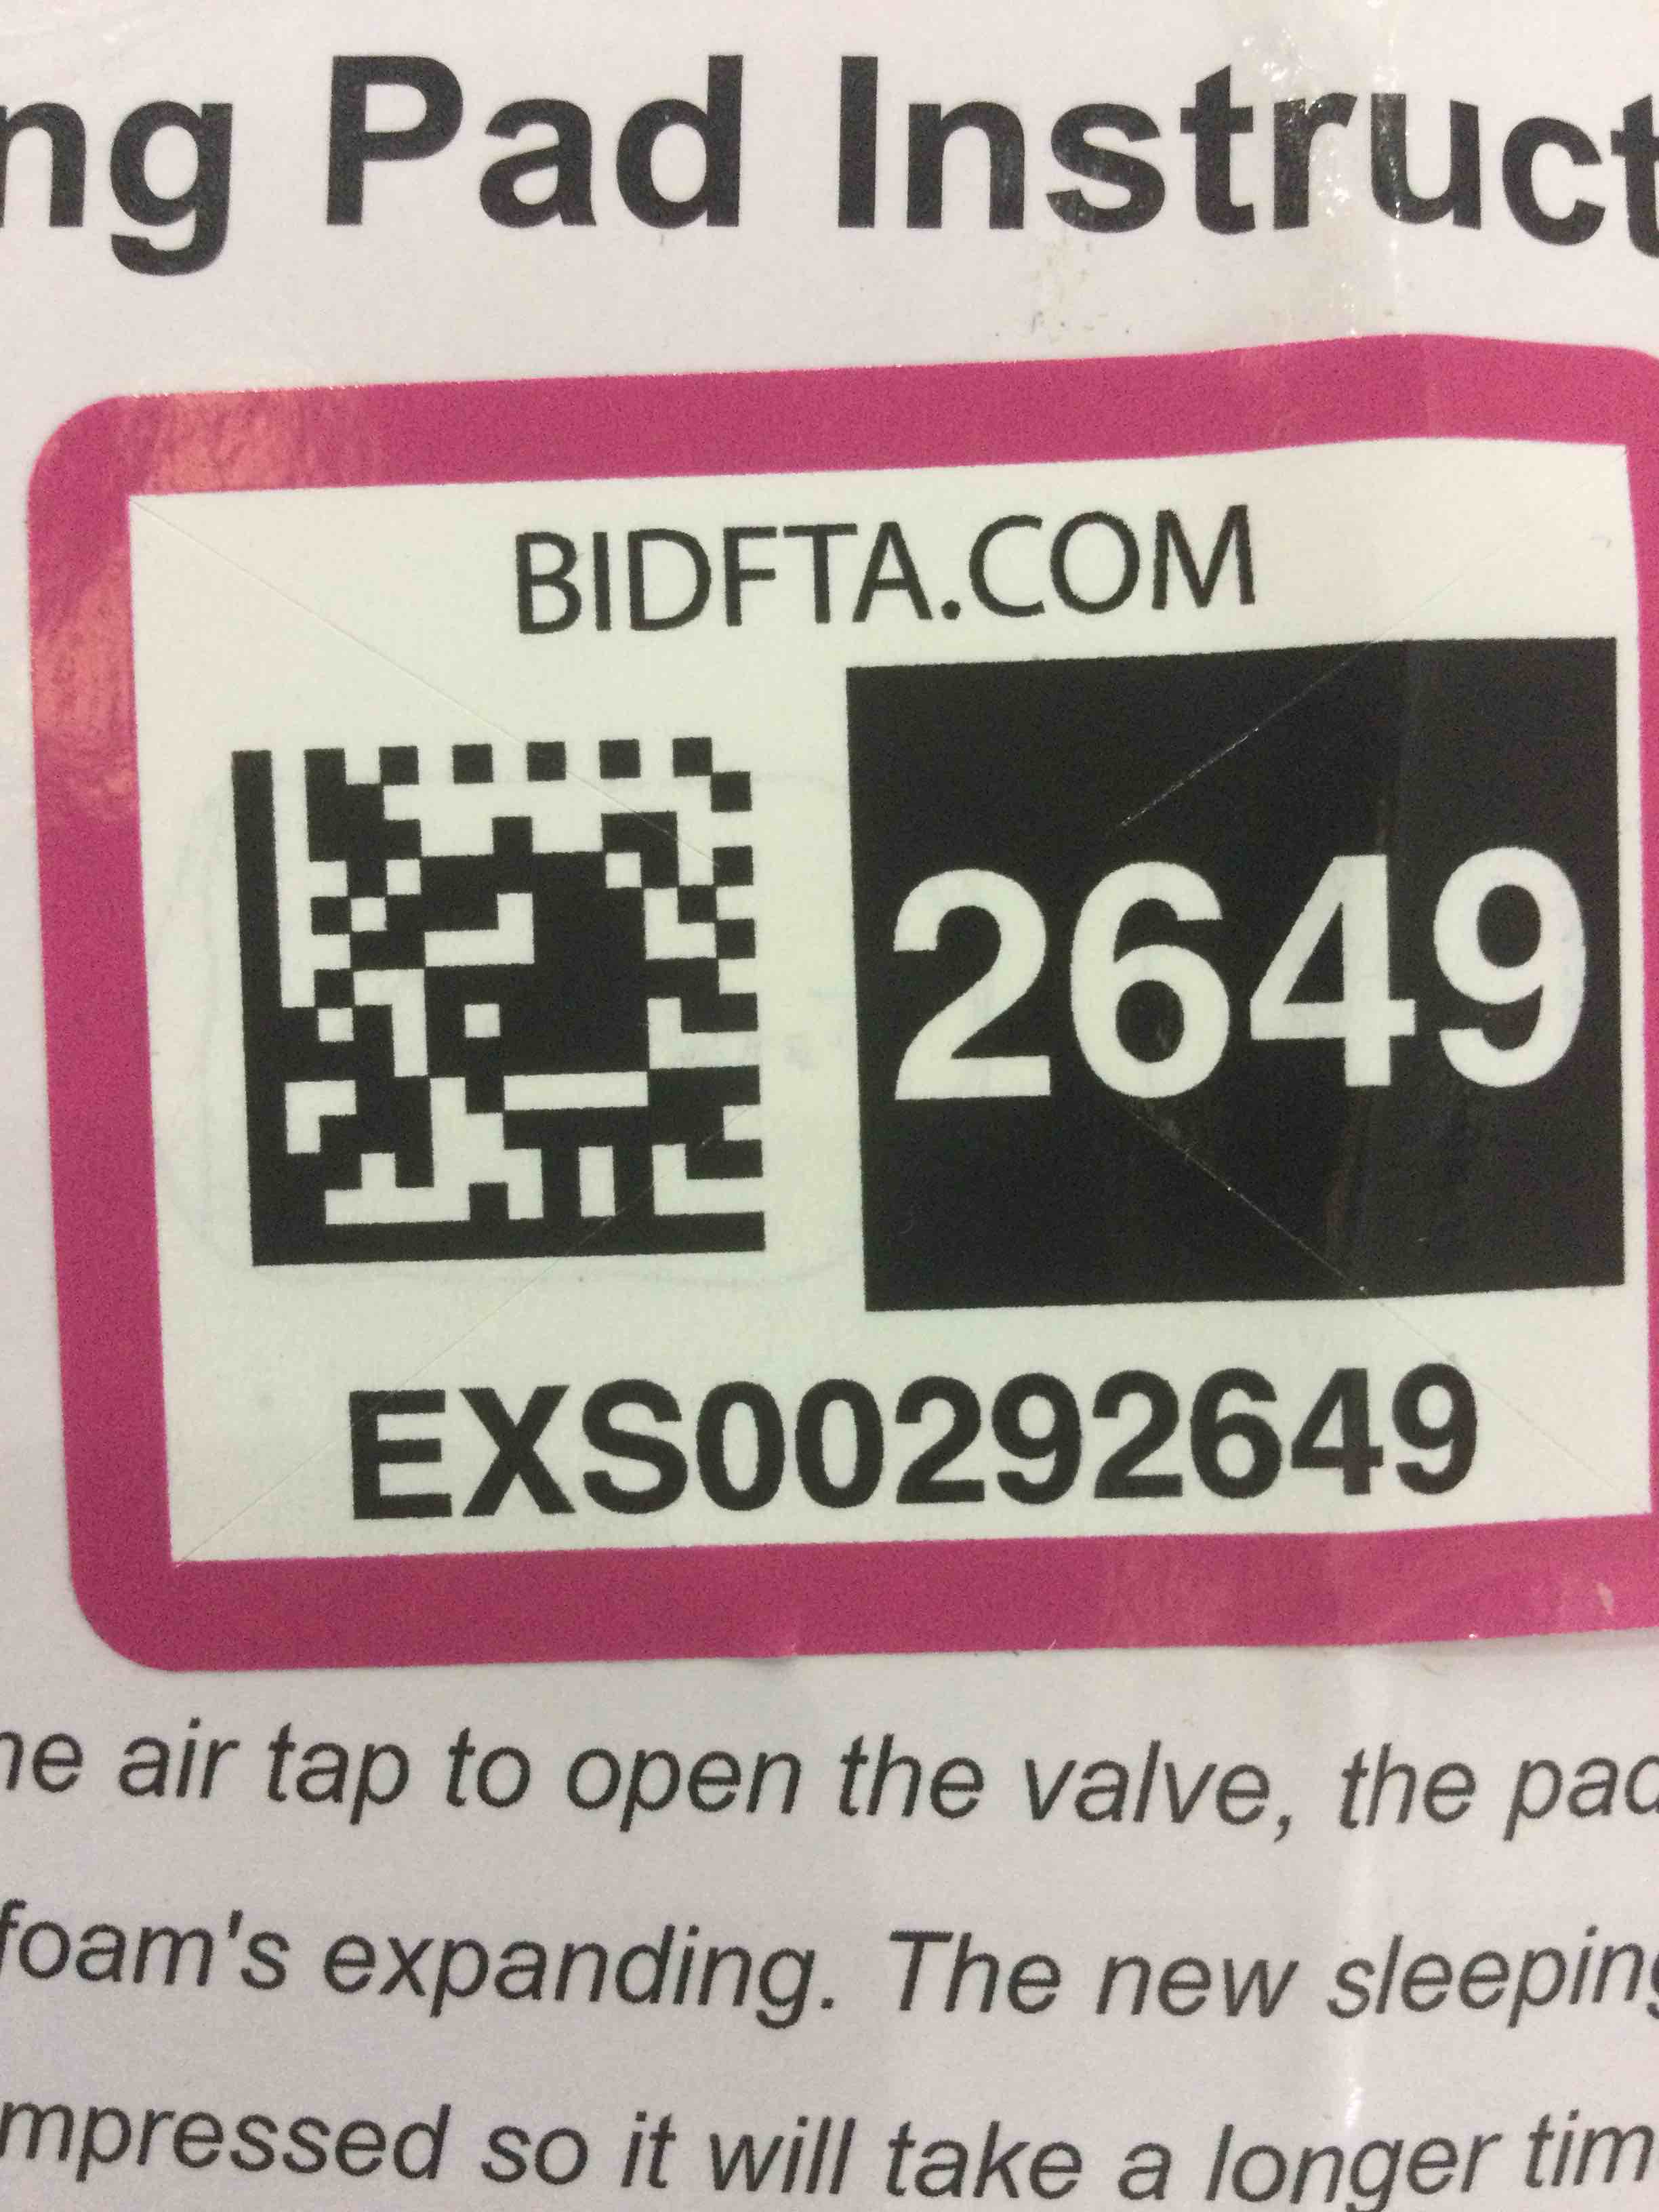 ng Pad Instruct
BIDFTA.COM
2649
EXS00292649
he air tap to open the valve, the pad
foam's expanding. The new sleeping
mpressed so it will take a longer tim